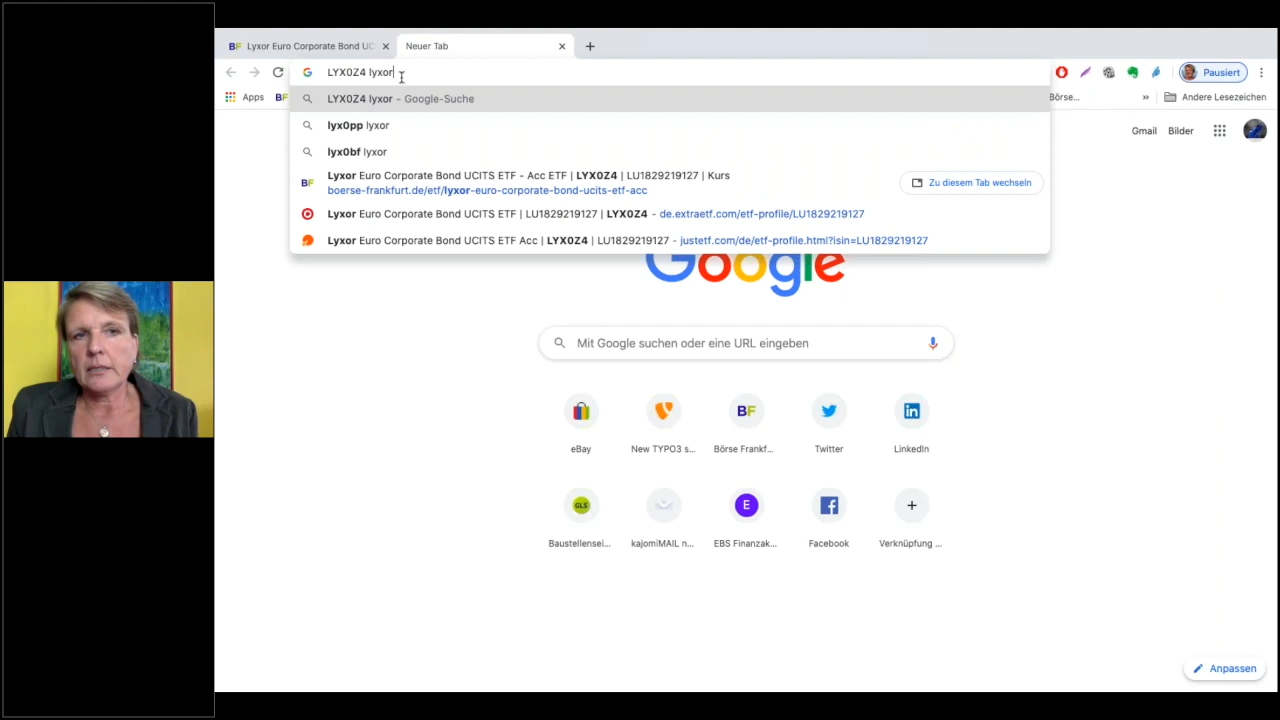 BF Lyxor Euro Corporate Bond UC
Neuer Tab
LYX0Z4 lyxor
Pausiert
Apps
BF
Börse...
»
Andere Lesezeichen
LYX0Z4 lyxor - Google-Suche
lyx0pp lyxor
lyx0bf lyxor
BF Lyxor Euro Corporate Bond UCITS ETF - Acc ETF | LYX0Z4 | LU1829219127 | Kurs
boerse-frankfurt.de/etf/lyxor-euro-corporate-bond-ucits-etf-acc
Zu diesem Tab wechseln
Lyxor Euro Corporate Bond UCITS ETF | LU1829219127 | LYX0Z4 - de.extraetf.com/etf-profile/LU1829219127
Lyxor Euro Corporate Bond UCITS ETF Acc | LYX0Z4 | LU1829219127 - justetf.com/de/etf-profile.html?isin=LU1829219127
Gmail Bilder
Google
Mit Google suchen oder eine URL eingeben
BF
eBay
New TYPO3 s...
Börse Frankf...
Twitter
LinkedIn
GLS
E
Baustellensei...
kajomiMAIL n...
EBS Finanzak...
Facebook
Verknüpfung ...
Anpassen